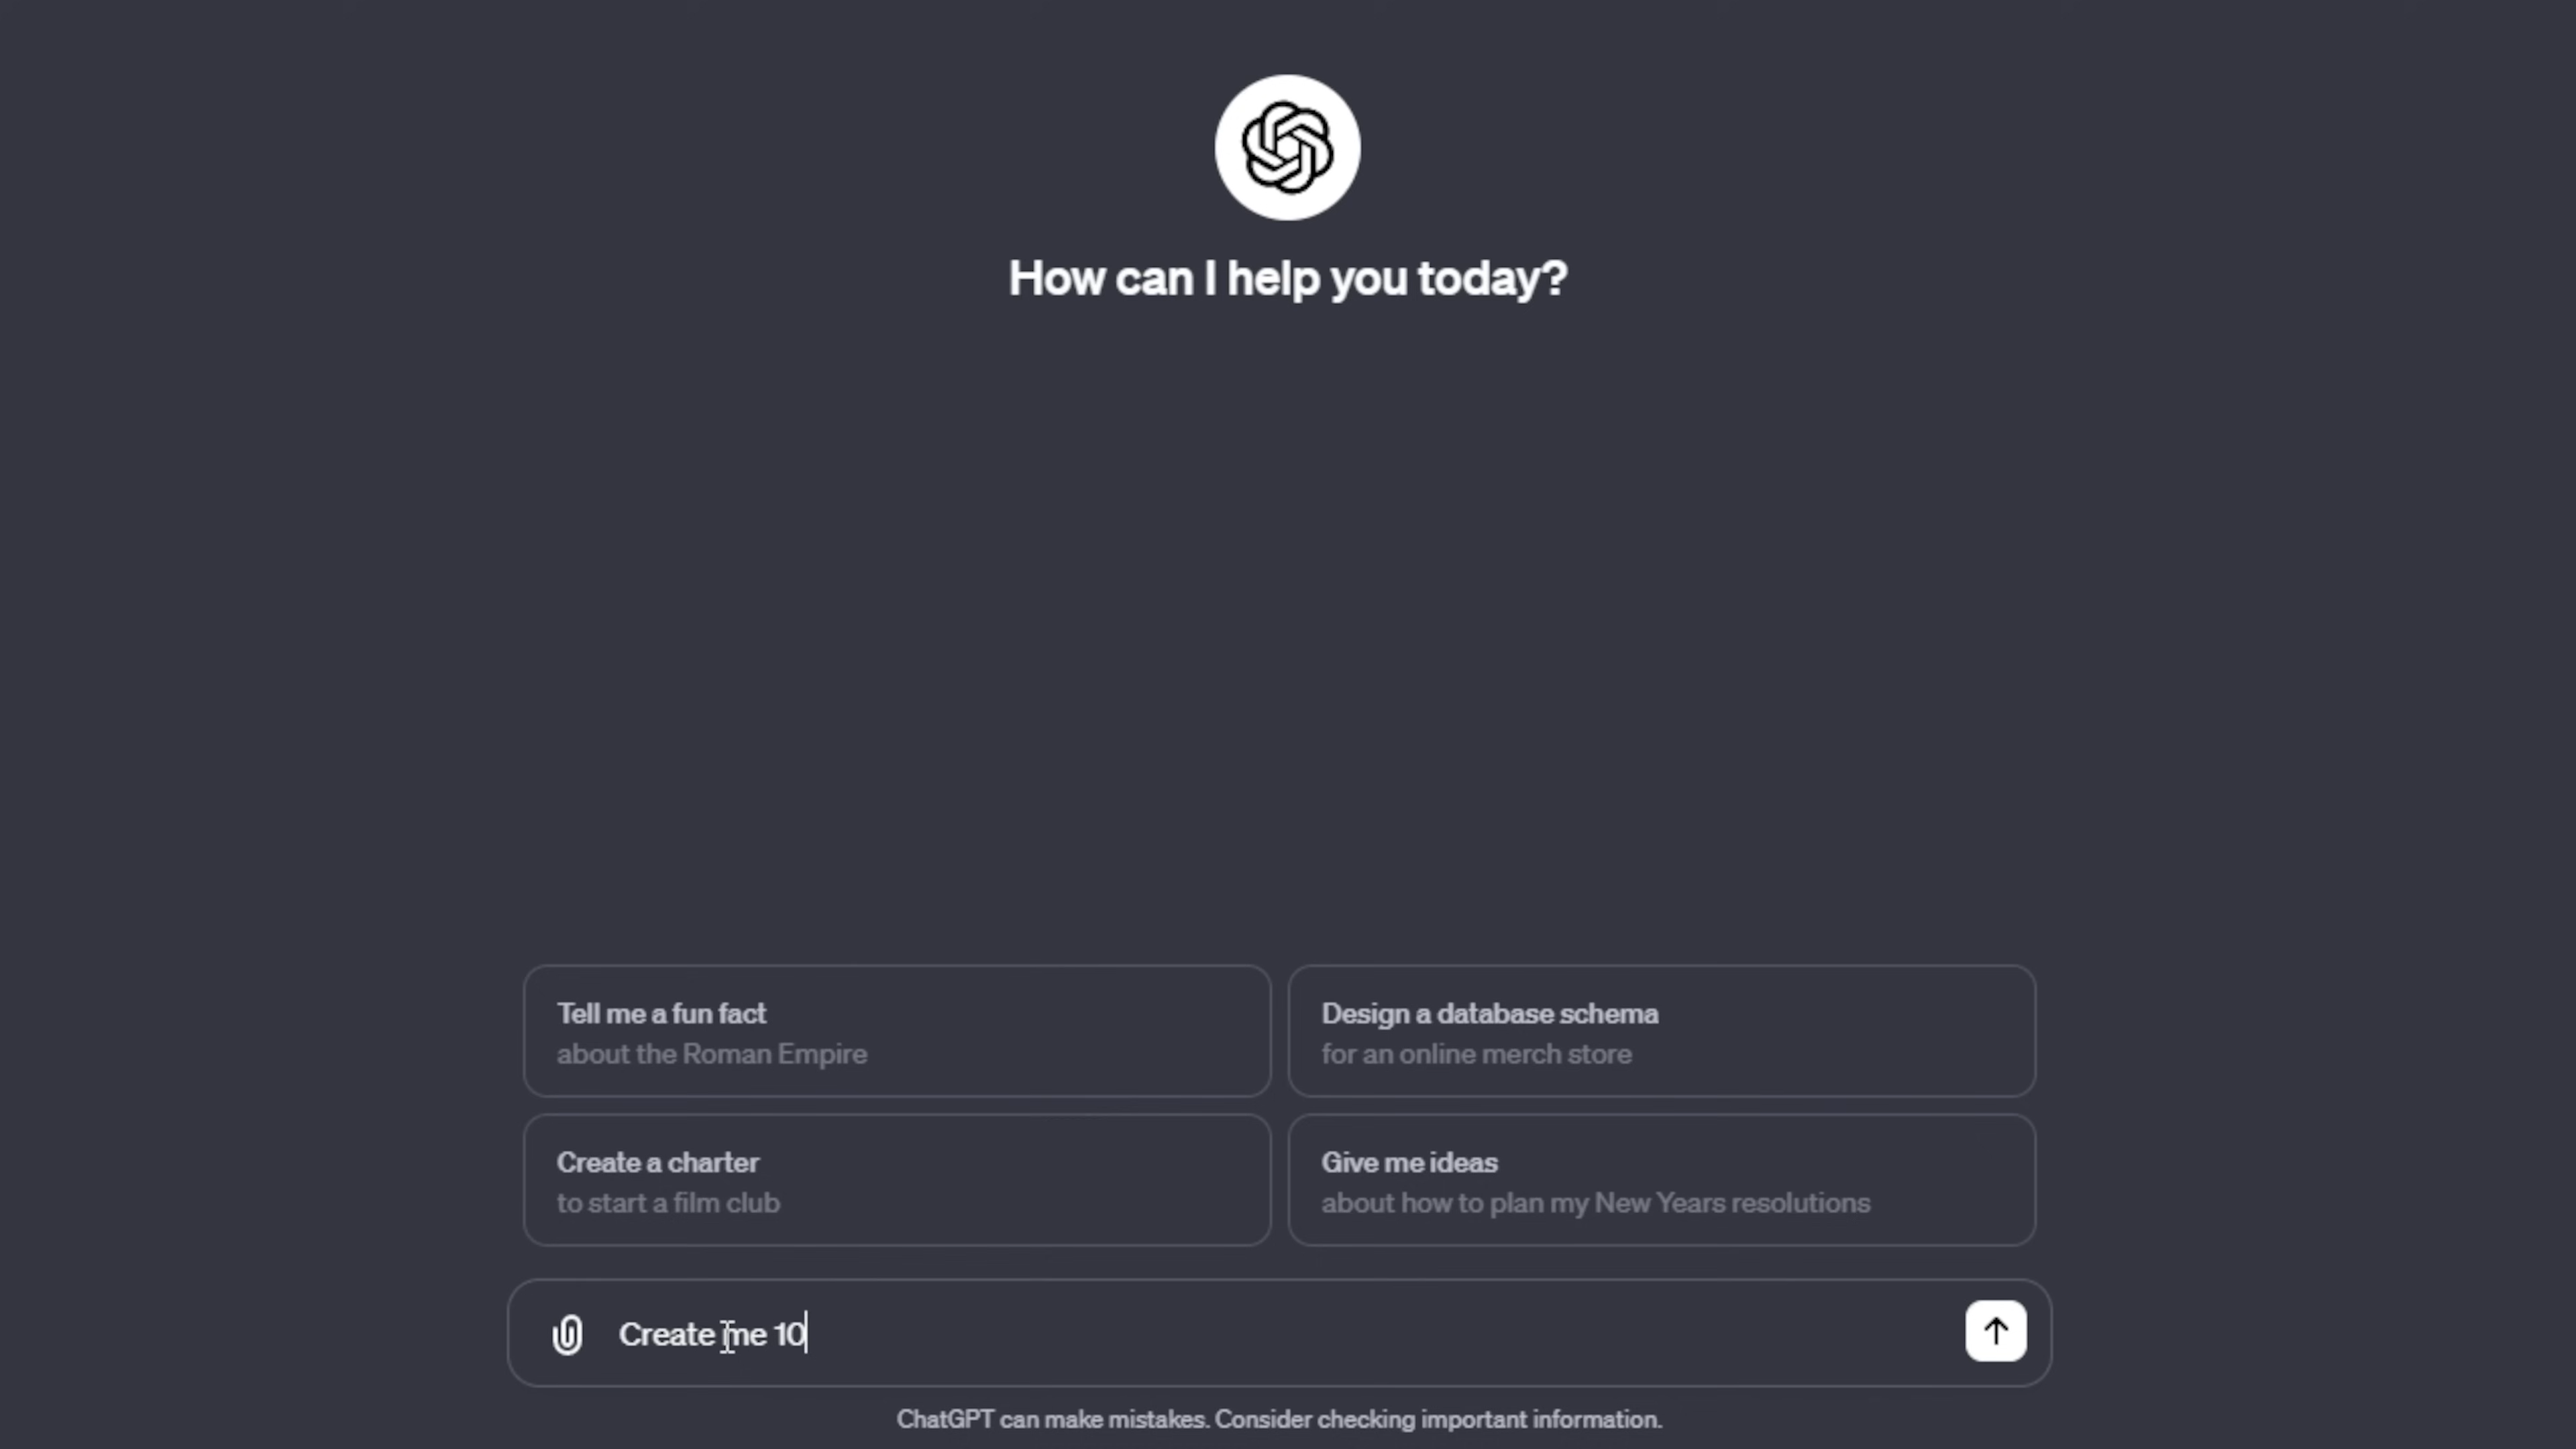 How can I help you today?
Tell me a fun fact
about the Roman Empire
Design a database schema
for an online merch store
Create a charter
to start a film club
Give me ideas
about how to plan my New Years resolutions
Create me 10
ChatGPT can make mistakes. Consider checking important information.